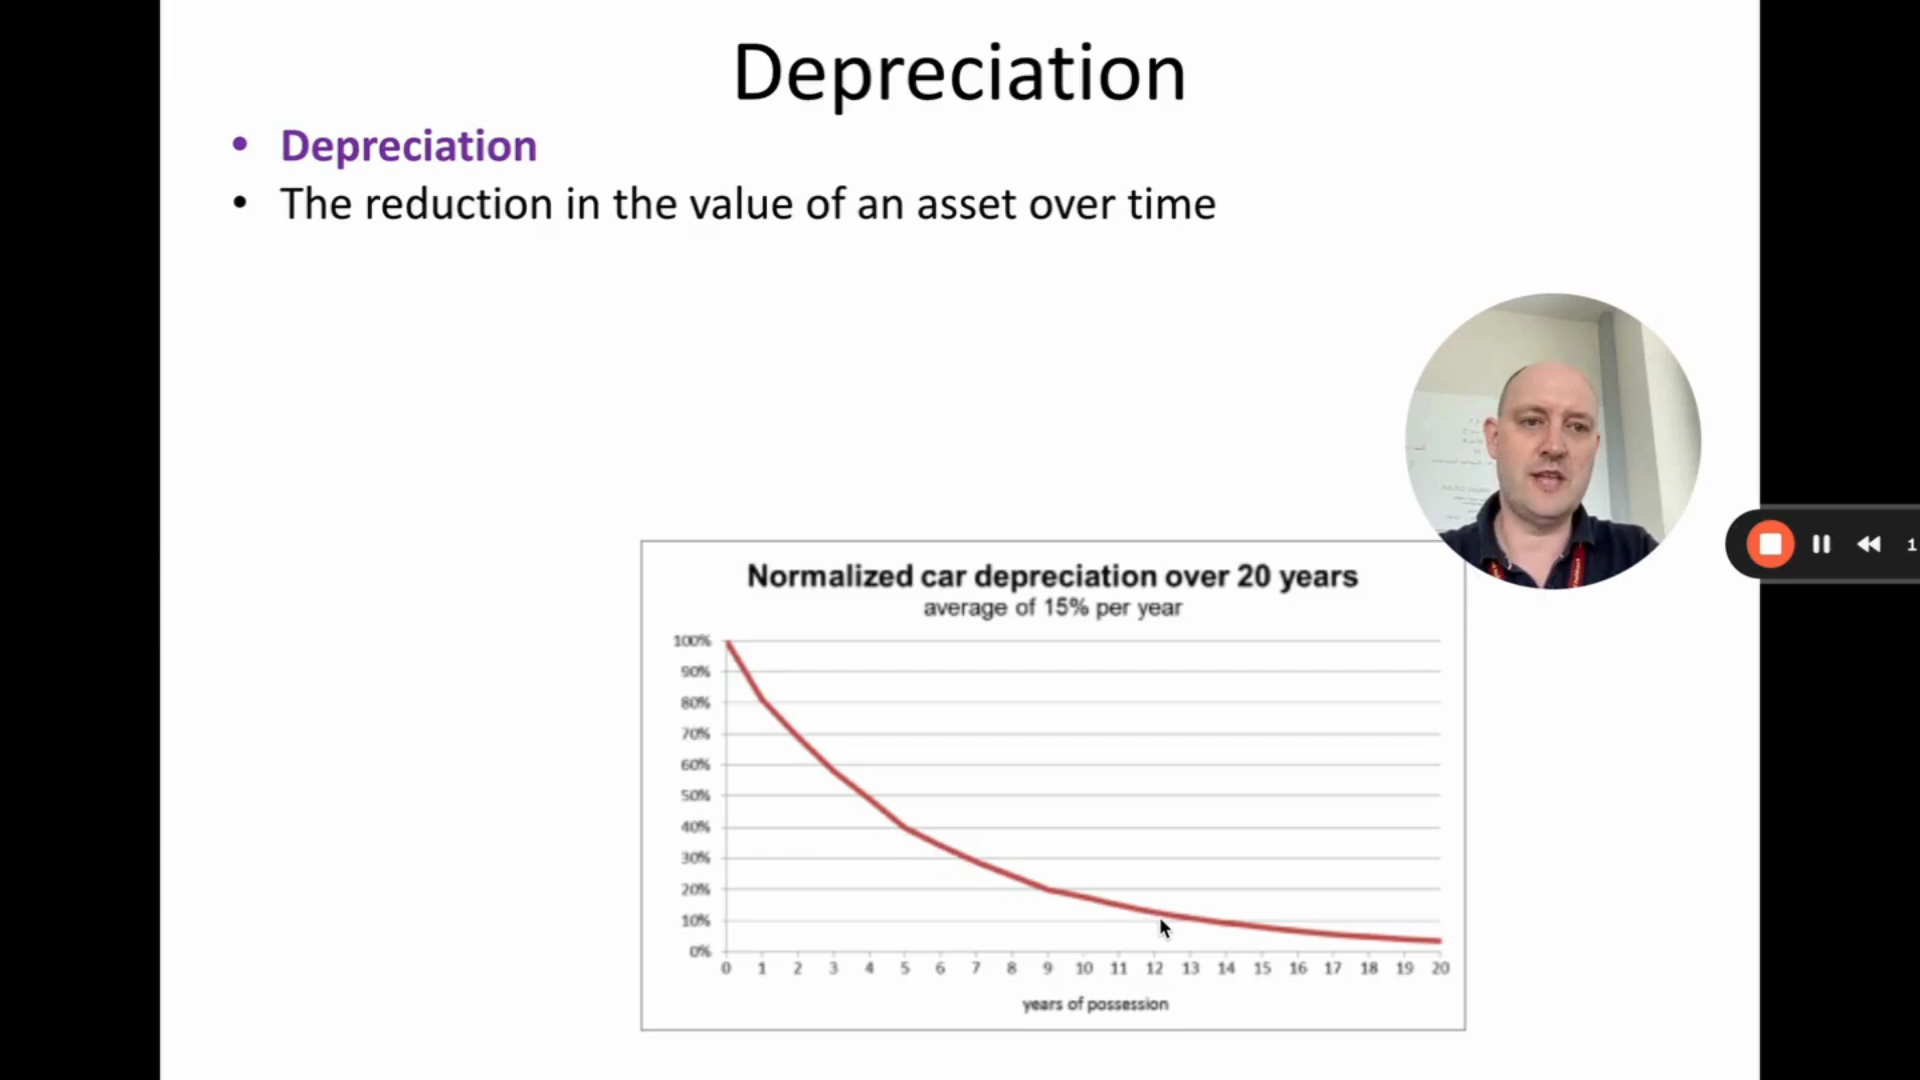 Depreciation
• Depreciation
• The reduction in the value of an asset over time
Normalized car depreciation over 20 years
average of 15% per year
100%
90%
80%
70%
60%
50%
40%
30%
20%
10%
0%
0 1 2 3 4 5 6 7 8 9 10 11 12 13 14 15 16 17 18 19 20
years of possession
1